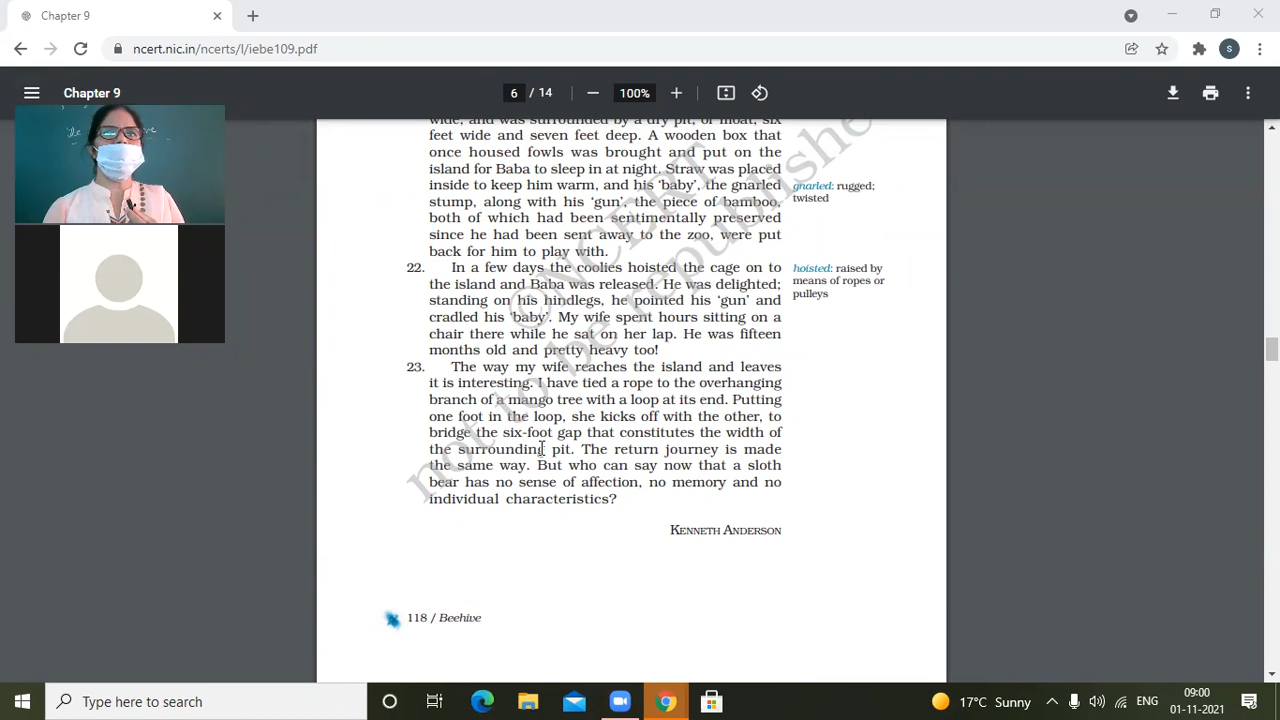 Chapter 9
ncert.nic.in/ncerts/l/iebe109.pdf
S
Chapter 9
6 / 14
100%
wide, and was surrounded by a dry pit, or moat, six
feet wide and seven feet deep. A wooden box that
once housed fowls was brought and put on the
island for Baba to sleep in at night. Straw was placed
inside to keep him warm, and his ‘baby’, the gnarled
stump, along with his ‘gun’, the piece of bamboo,
both of which had been sentimentally preserved
since he had been sent away to the zoo, were put
back for him to play with.
gnarled: rugged;
twisted
22. In a few days the coolies hoisted the cage on to
the island and Baba was released. He was delighted;
standing on his hindlegs, he pointed his ‘gun’ and
cradled his ‘baby’. My wife spent hours sitting on a
chair there while he sat on her lap. He was fifteen
months old and pretty heavy too!
hoisted: raised by
means of ropes or
pulleys
23. The way my wife reaches the island and leaves
it is interesting. I have tied a rope to the overhanging
branch of a mango tree with a loop at its end. Putting
one foot in the loop, she kicks off with the other, to
bridge the six-foot gap that constitutes the width of
the surrounding pit. The return journey is made
the same way. But who can say now that a sloth
bear has no sense of affection, no memory and no
individual characteristics?
KENNETH ANDERSON
©NCERT
not to be republished
118 / Beehive
Type here to search
17°C Sunny
ENG
09:00
01-11-2021